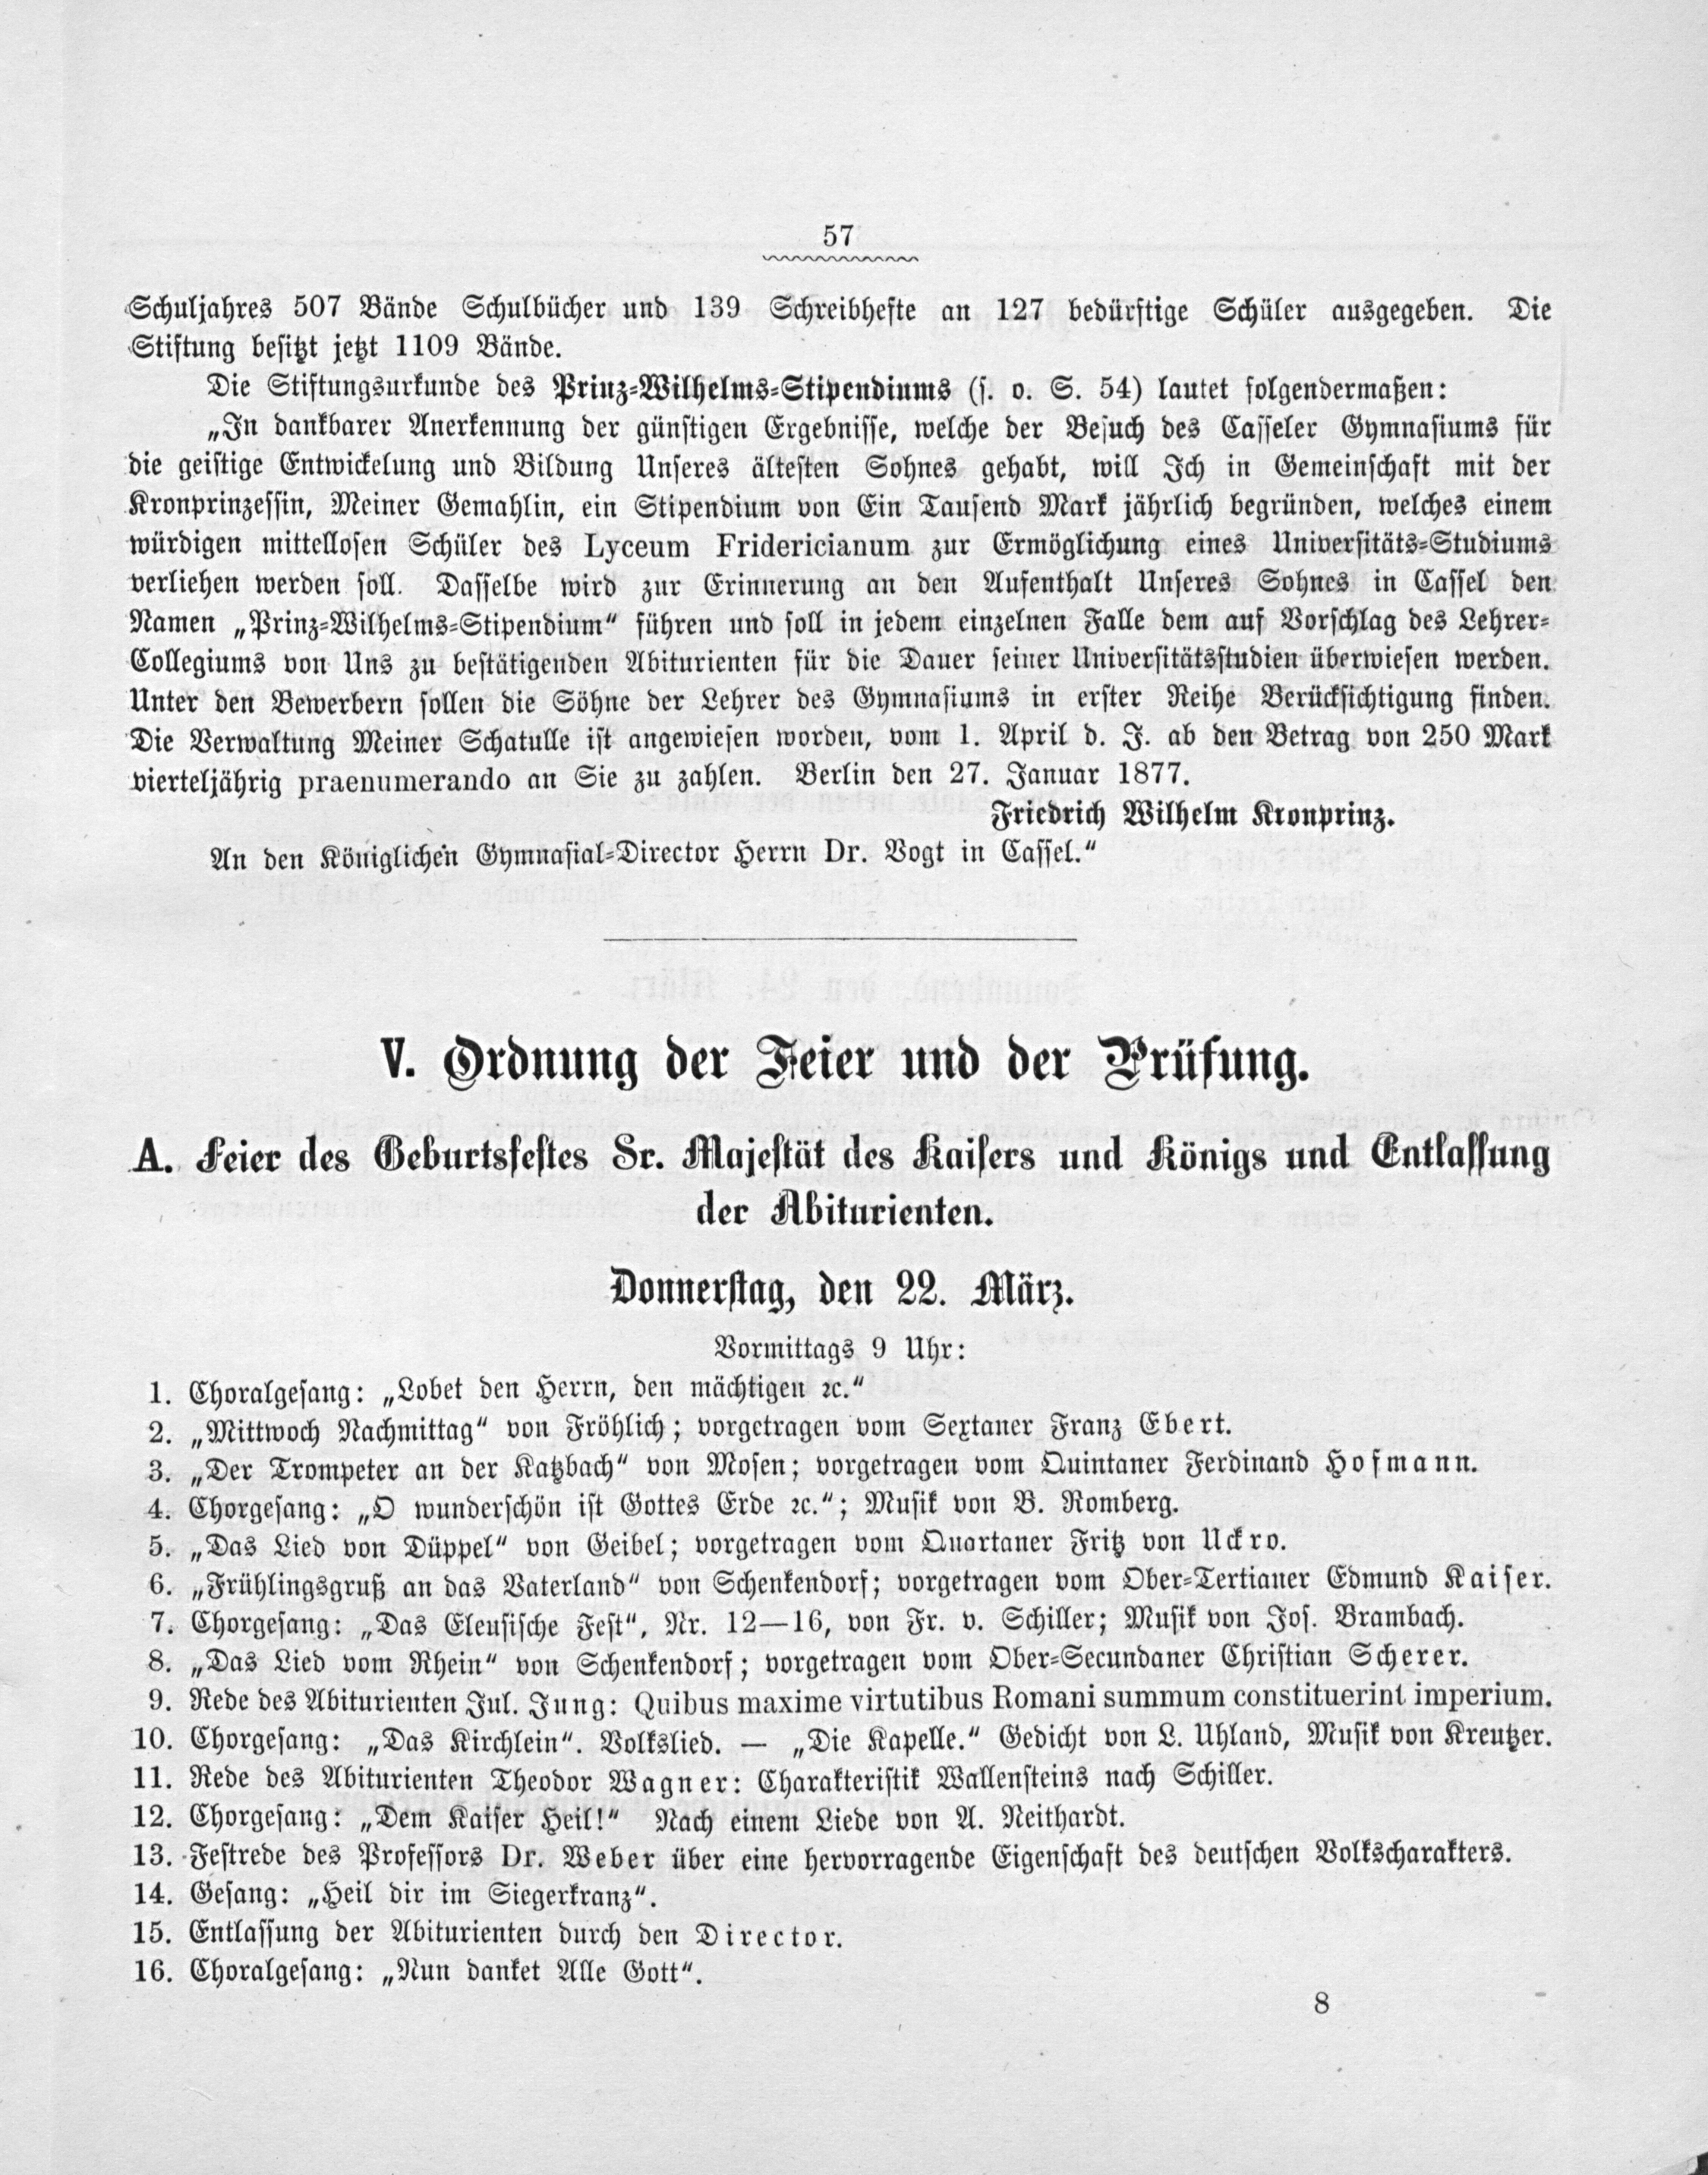 57
Schuljahres 507 Bände Schulbücher und 139 Schreibhefte an 127 bedürftige Schüler ausgegeben. Die
Stiftung besitzt jetzt 1109 Bände.
Die Stiftungsurkunde des Prinz-Wilhelms-Stipendiums (s. o. S. 54) lautet folgendermaßen:
„In dankbarer Anerkennung der günstigen Ergebnisse, welche der Besuch des Casseler Gymnasiums für
die geistige Entwickelung und Bildung Unseres ältesten Sohnes gehabt, will Ich in Gemeinschaft mit der
Kronprinzessin, Meiner Gemahlin, ein Stipendium von Ein Tausend Mark jährlich begründen, welches einem
würdigen mittellosen Schüler des Lyceum Fridericianum zur Ermöglichung eines Universitäts-Studiums
verliehen werden soll. Dasselbe wird zur Erinnerung an den Aufenthalt Unseres Sohnes in Cassel den
Namen „Prinz-Wilhelms-Stipendium“ führen und soll in jedem einzelnen Falle dem auf Vorschlag des Lehrer-
Collegiums von Uns zu bestätigenden Abiturienten für die Dauer seiner Universitätsstudien überwiesen werden.
Unter den Bewerbern sollen die Söhne der Lehrer des Gymnasiums in erster Reihe Berücksichtigung finden.
Die Verwaltung Meiner Schatulle ist angewiesen worden, vom 1. April d. J. ab den Betrag von 250 Mark
vierteljährig praenumerando an Sie zu zahlen. Berlin den 27. Januar 1877.
Friedrich Wilhelm Kronprinz.
An den Königlichen Gymnasial-Director Herrn Dr. Vogt in Cassel.“
V. Ordnung der Feier und der Prüfung.
A. Feier des Geburtsfestes Sr. Majestät des Kaisers und Königs und Entlassung
der Abiturienten.
Donnerstag, den 22. März.
Vormittags 9 Uhr:
1. Choralgesang: „Lobet den Herrn, den mächtigen ꝛc.“
2. „Mittwoch Nachmittag“ von Fröhlich; vorgetragen vom Sextaner Franz Ebert.
3. „Der Trompeter an der Katzbach“ von Mosen; vorgetragen vom Quintaner Ferdinand Hofmann.
4. Chorgesang: „O wunderschön ist Gottes Erde ꝛc.“; Musik von B. Romberg.
5. „Das Lied von Düppel“ von Geibel; vorgetragen vom Quartaner Fritz von Uckro.
6. „Frühlingsgruß an das Vaterland“ von Schenkendorf; vorgetragen vom Ober-Tertianer Edmund Kaiser.
7. Chorgesang: „Das Eleusische Fest“, Nr. 12—16, von Fr. v. Schiller; Musik von Jos. Brambach.
8. „Das Lied vom Rhein“ von Schenkendorf; vorgetragen vom Ober-Secundaner Christian Scherer.
9. Rede des Abiturienten Jul. Jung: Quibus maxime virtutibus Romani summum constituerint imperium.
10. Chorgesang: „Das Kirchlein“. Volkslied. — „Die Kapelle.“ Gedicht von L. Uhland, Musik von Kreutzer.
11. Rede des Abiturienten Theodor Wagner: Charakteristik Wallensteins nach Schiller.
12. Chorgesang: „Dem Kaiser Heil!“ Nach einem Liede von A. Neithardt.
13. Festrede des Professors Dr. Weber über eine hervorragende Eigenschaft des deutschen Volkscharakters.
14. Gesang: „Heil dir im Siegerkranz“.
15. Entlassung der Abiturienten durch den Director.
16. Choralgesang: „Nun danket Alle Gott“.
8